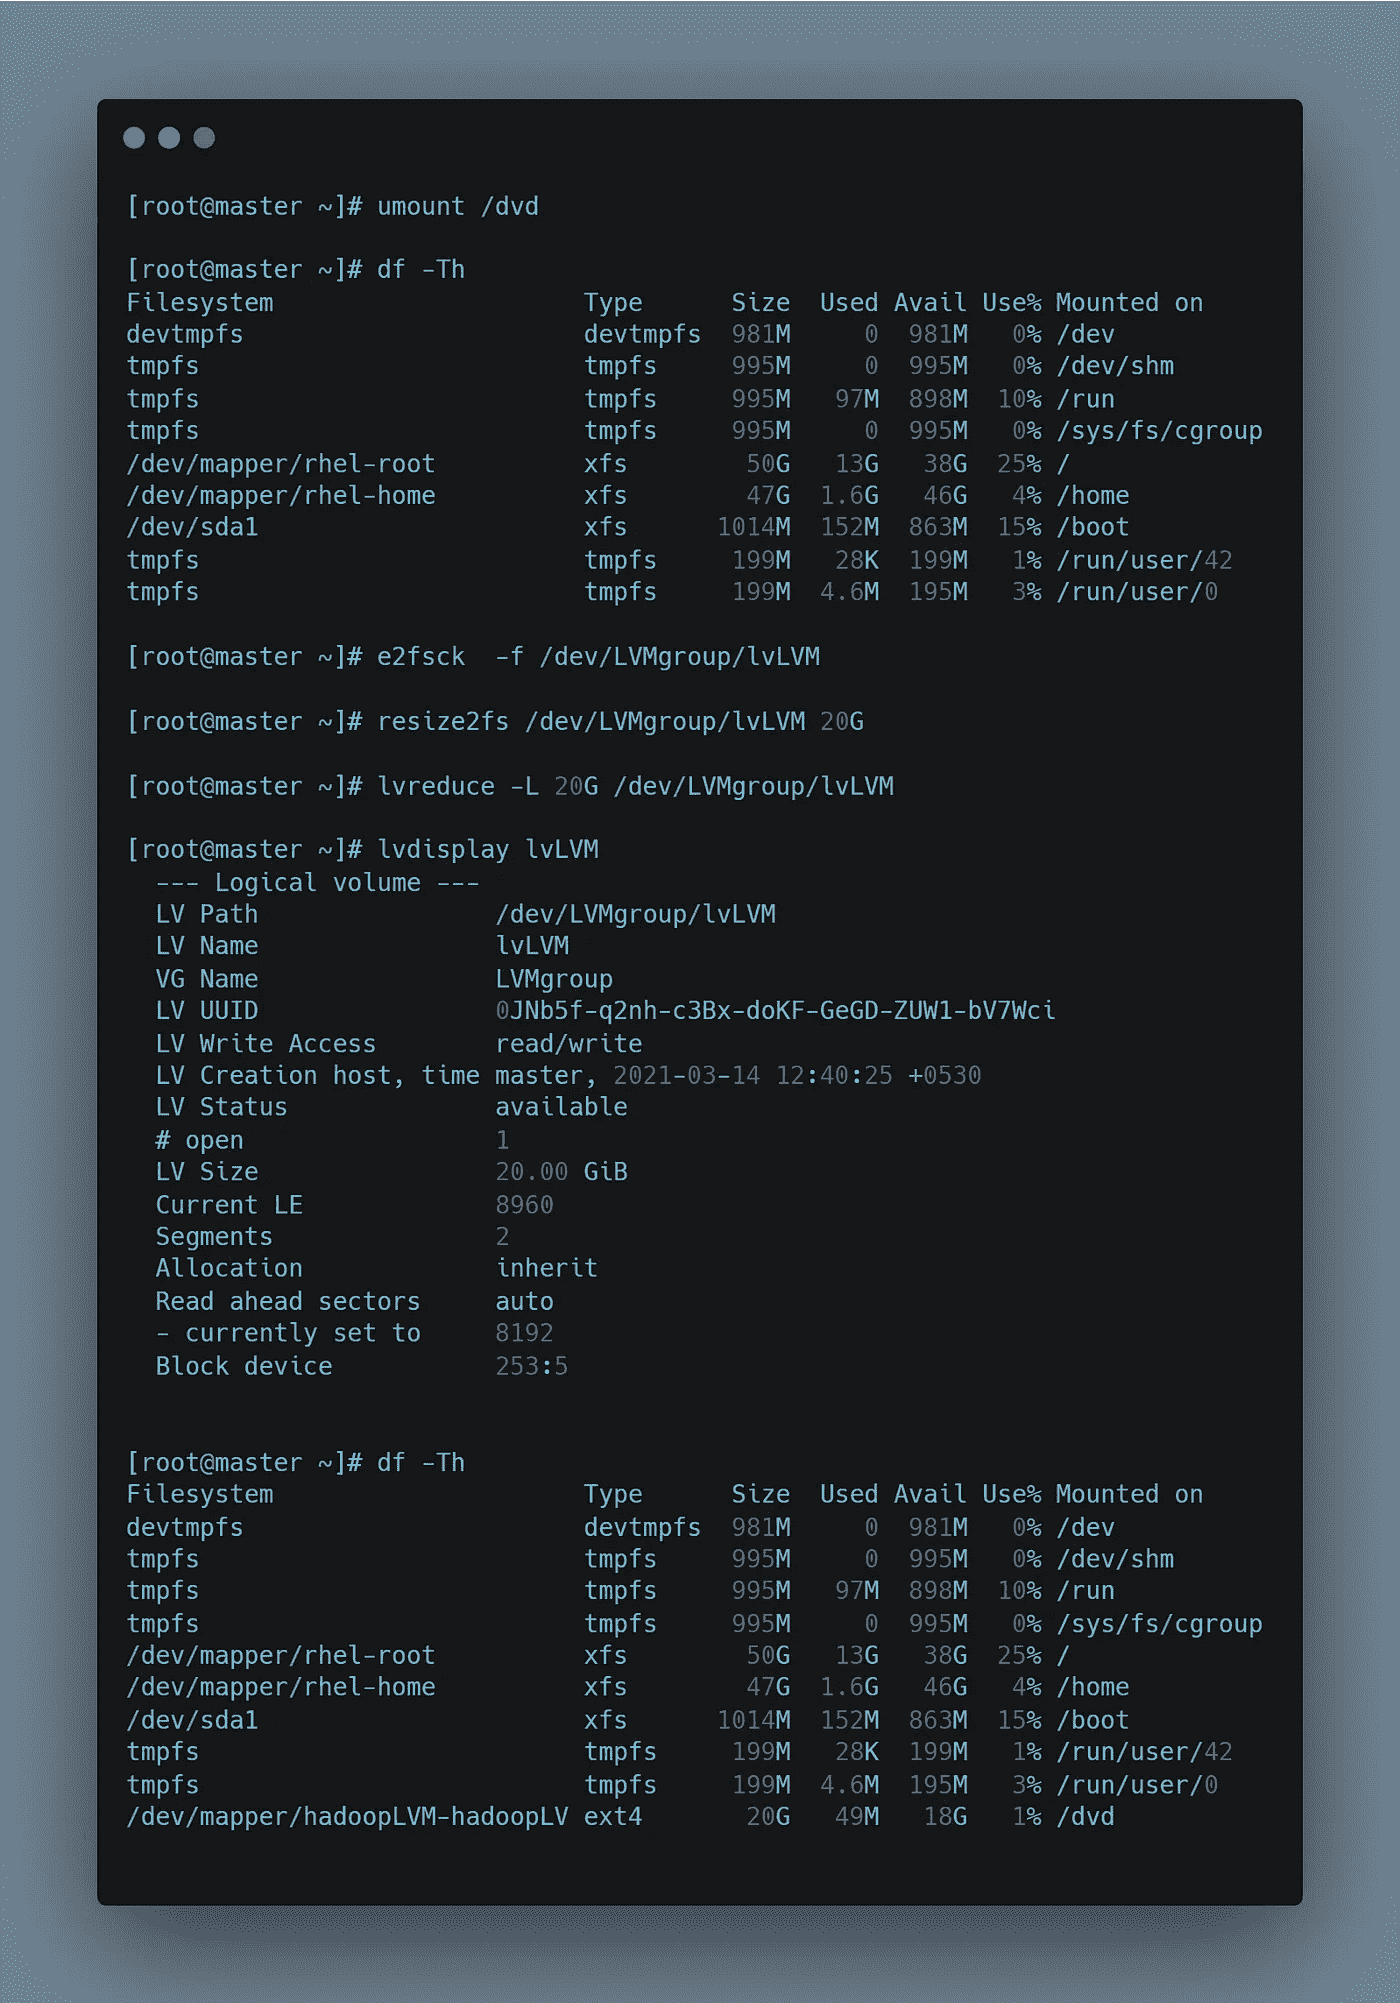 [root@master ~]# umount /dvd
[root@master ~]# df -Th
Filesystem                     Type      Size  Used Avail Use% Mounted on
devtmpfs                       devtmpfs  981M     0  981M   0% /dev
tmpfs                          tmpfs     995M     0  995M   0% /dev/shm
tmpfs                          tmpfs     995M   97M  898M  10% /run
tmpfs                          tmpfs     995M     0  995M   0% /sys/fs/cgroup
/dev/mapper/rhel-root          xfs        50G   13G   38G  25% /
/dev/mapper/rhel-home          xfs        47G  1.6G   46G   4% /home
/dev/sda1                      xfs      1014M  152M  863M  15% /boot
tmpfs                          tmpfs     199M   28K  199M   1% /run/user/42
tmpfs                          tmpfs     199M  4.6M  195M   3% /run/user/0
[root@master ~]# e2fsck  -f /dev/LVMgroup/lvLVM
[root@master ~]# resize2fs /dev/LVMgroup/lvLVM 20G
[root@master ~]# lvreduce -L 20G /dev/LVMgroup/lvLVM
[root@master ~]# lvdisplay lvLVM
  --- Logical volume ---
  LV Path                /dev/LVMgroup/lvLVM
  LV Name                lvLVM
  VG Name                LVMgroup
  LV UUID                0JNb5f-q2nh-c3Bx-doKF-GeGD-ZUW1-bV7Wci
  LV Write Access        read/write
  LV Creation host, time master, 2021-03-14 12:40:25 +0530
  LV Status              available
  # open                 1
  LV Size                20.00 GiB
  Current LE             8960
  Segments               2
  Allocation             inherit
  Read ahead sectors     auto
  - currently set to     8192
  Block device           253:5
[root@master ~]# df -Th
Filesystem                     Type      Size  Used Avail Use% Mounted on
devtmpfs                       devtmpfs  981M     0  981M   0% /dev
tmpfs                          tmpfs     995M     0  995M   0% /dev/shm
tmpfs                          tmpfs     995M   97M  898M  10% /run
tmpfs                          tmpfs     995M     0  995M   0% /sys/fs/cgroup
/dev/mapper/rhel-root          xfs        50G   13G   38G  25% /
/dev/mapper/rhel-home          xfs        47G  1.6G   46G   4% /home
/dev/sda1                      xfs      1014M  152M  863M  15% /boot
tmpfs                          tmpfs     199M   28K  199M   1% /run/user/42
tmpfs                          tmpfs     199M  4.6M  195M   3% /run/user/0
/dev/mapper/hadoopLVM-hadoopLV ext4       20G   49M   18G   1% /dvd